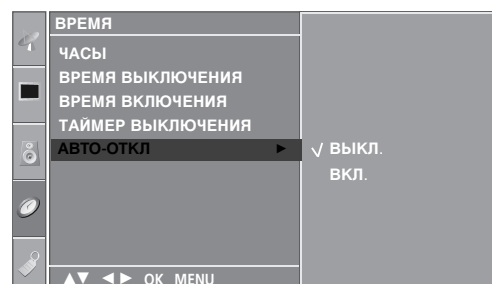 ВРЕМЯ
ЧАСЫ
ВРЕМЯ ВЫКЛЮЧЕНИЯ
ВРЕМЯ ВКЛЮЧЕНИЯ
ТАЙМЕР ВЫКЛЮЧЕНИЯ
АВТО-ОТКЛ ► √ ВЫКЛ.
ВКЛ.
▲▼ ◄► OK MENU